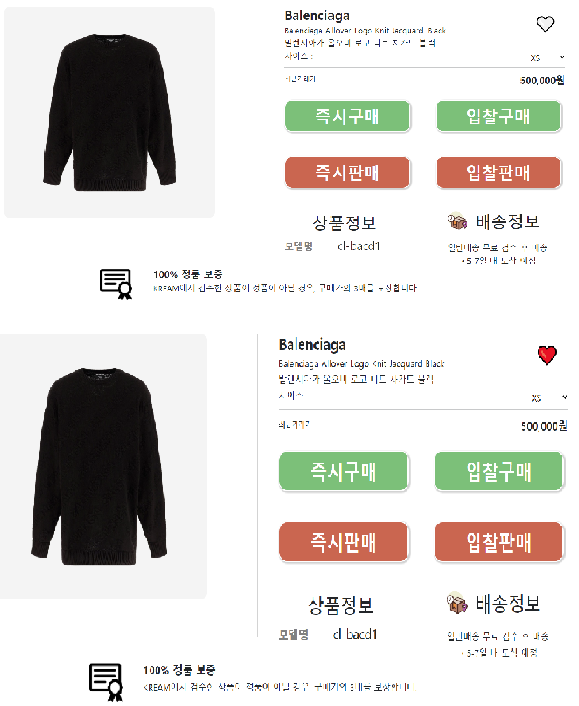 Balenciaga
Balenciaga Allover Logo Knit Jacquard Black
발렌시아가 올오버 로고 니트 자카드 블랙
사이즈 :
XS
최근거래가
500,000원
즉시구매
입찰구매
즉시판매
입찰판매
상품정보
배송정보
모델명 cl-bacd1
일반배송 무료 검수 후 배송
5-7일 내 도착 예정
100% 정품 보증
KREAM에서 검수한 상품이 정품이 아닐 경우, 구매가의 3배를 보상합니다.
Balenciaga
Balenciaga Allover Logo Knit Jacquard Black
발렌시아가 올오버 로고 니트 자카드 블랙
사이즈
XS
최근거래가
500,000원
즉시구매
입찰구매
즉시판매
입찰판매
상품정보
배송정보
모델명 cl-bacd1
일반배송 무료 검수 후 배송
5-7일 내 도착 예정
100% 정품 보증
KREAM에서 검수한 상품이 정품이 아닐 경우, 구매가의 3배를 보상합니다.